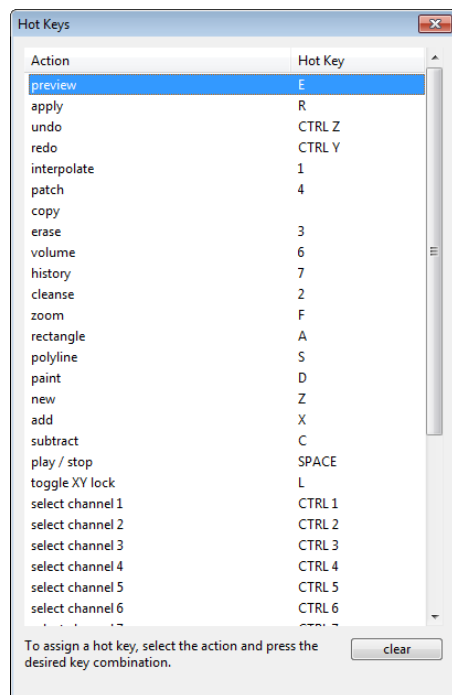 Hot Keys
Action Hot Key
preview E
apply R
undo CTRL Z
redo CTRL Y
interpolate 1
patch 4
copy
erase 3
volume 6
history 7
cleanse 2
zoom F
rectangle A
polyline S
paint D
new Z
add X
subtract C
play / stop SPACE
toggle XY lock L
select channel 1 CTRL 1
select channel 2 CTRL 2
select channel 3 CTRL 3
select channel 4 CTRL 4
select channel 5 CTRL 5
select channel 6 CTRL 6
To assign a hot key, select the action and press the
desired key combination.
clear